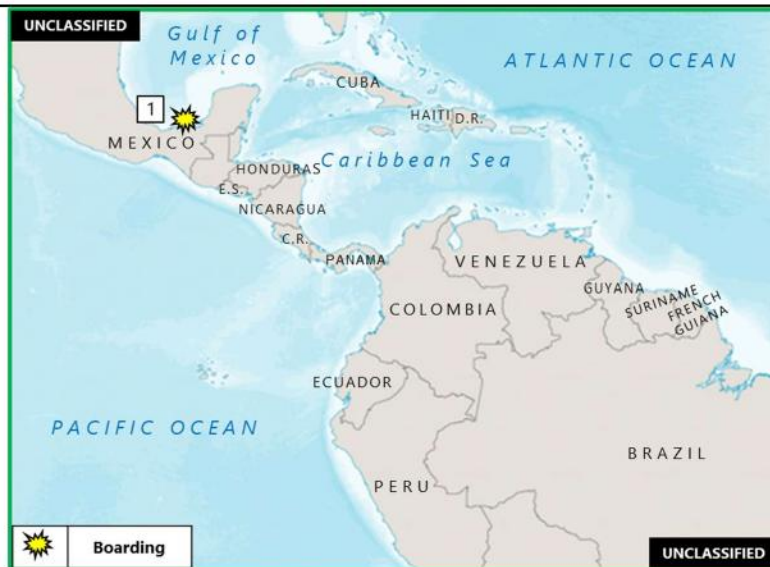 UNCLASSIFIED
Gulf of
Mexico
ATLANTIC OCEAN
CUBA
1
HAITI
D.R.
MEXICO
Caribbean Sea
HONDURAS
E.S.
NICARAGUA
C.R.
PANAMA
VENEZUELA
GUYANA
SURINAME
FRENCH
GUIANA
COLOMBIA
ECUADOR
PACIFIC OCEAN
BRAZIL
PERU
Boarding
UNCLASSIFIED